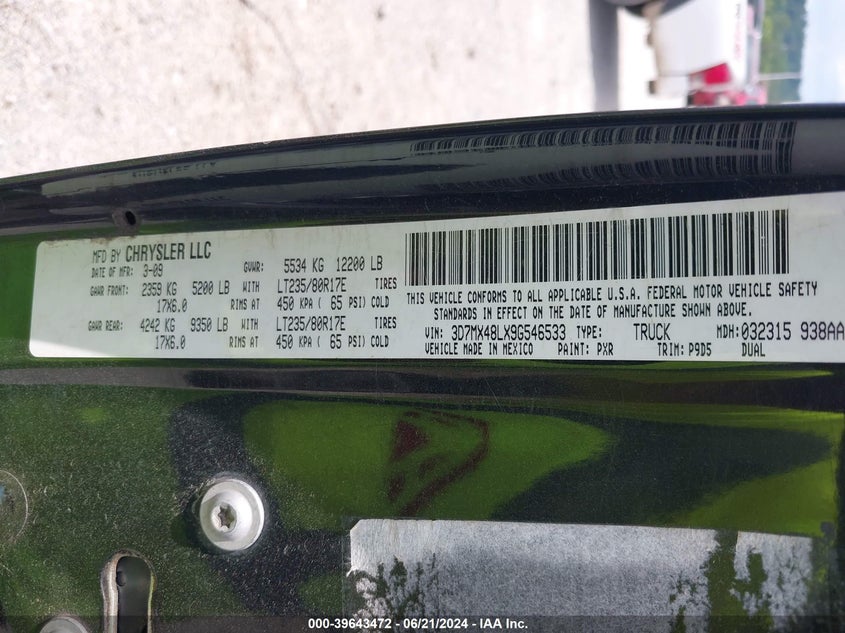 MFD BY CHRYSLER LLC
DATE OF MFR: 3-09 GVWR: 5534 KG 12200 LB
GAWR FRONT: 2359 KG 5200 LB WITH LT235/80R17E TIRES
17X6.0 RIMS AT 450 KPA ( 65 PSI) COLD
GAWR REAR: 4242 KG 9350 LB WITH LT235/80R17E TIRES
17X6.0 RIMS AT 450 KPA ( 65 PSI) COLD
THIS VEHICLE CONFORMS TO ALL APPLICABLE U.S.A. FEDERAL MOTOR VEHICLE SAFETY
STANDARDS IN EFFECT ON THE DATE OF MANUFACTURE SHOWN ABOVE.
VIN: 3D7MX48LX9G546533 TYPE: TRUCK MDH: 032315 938AA
VEHICLE MADE IN MEXICO PAINT: PXR TRIM: P9D5 DUAL
000-39643472 - 06/21/2024 - IAA Inc.